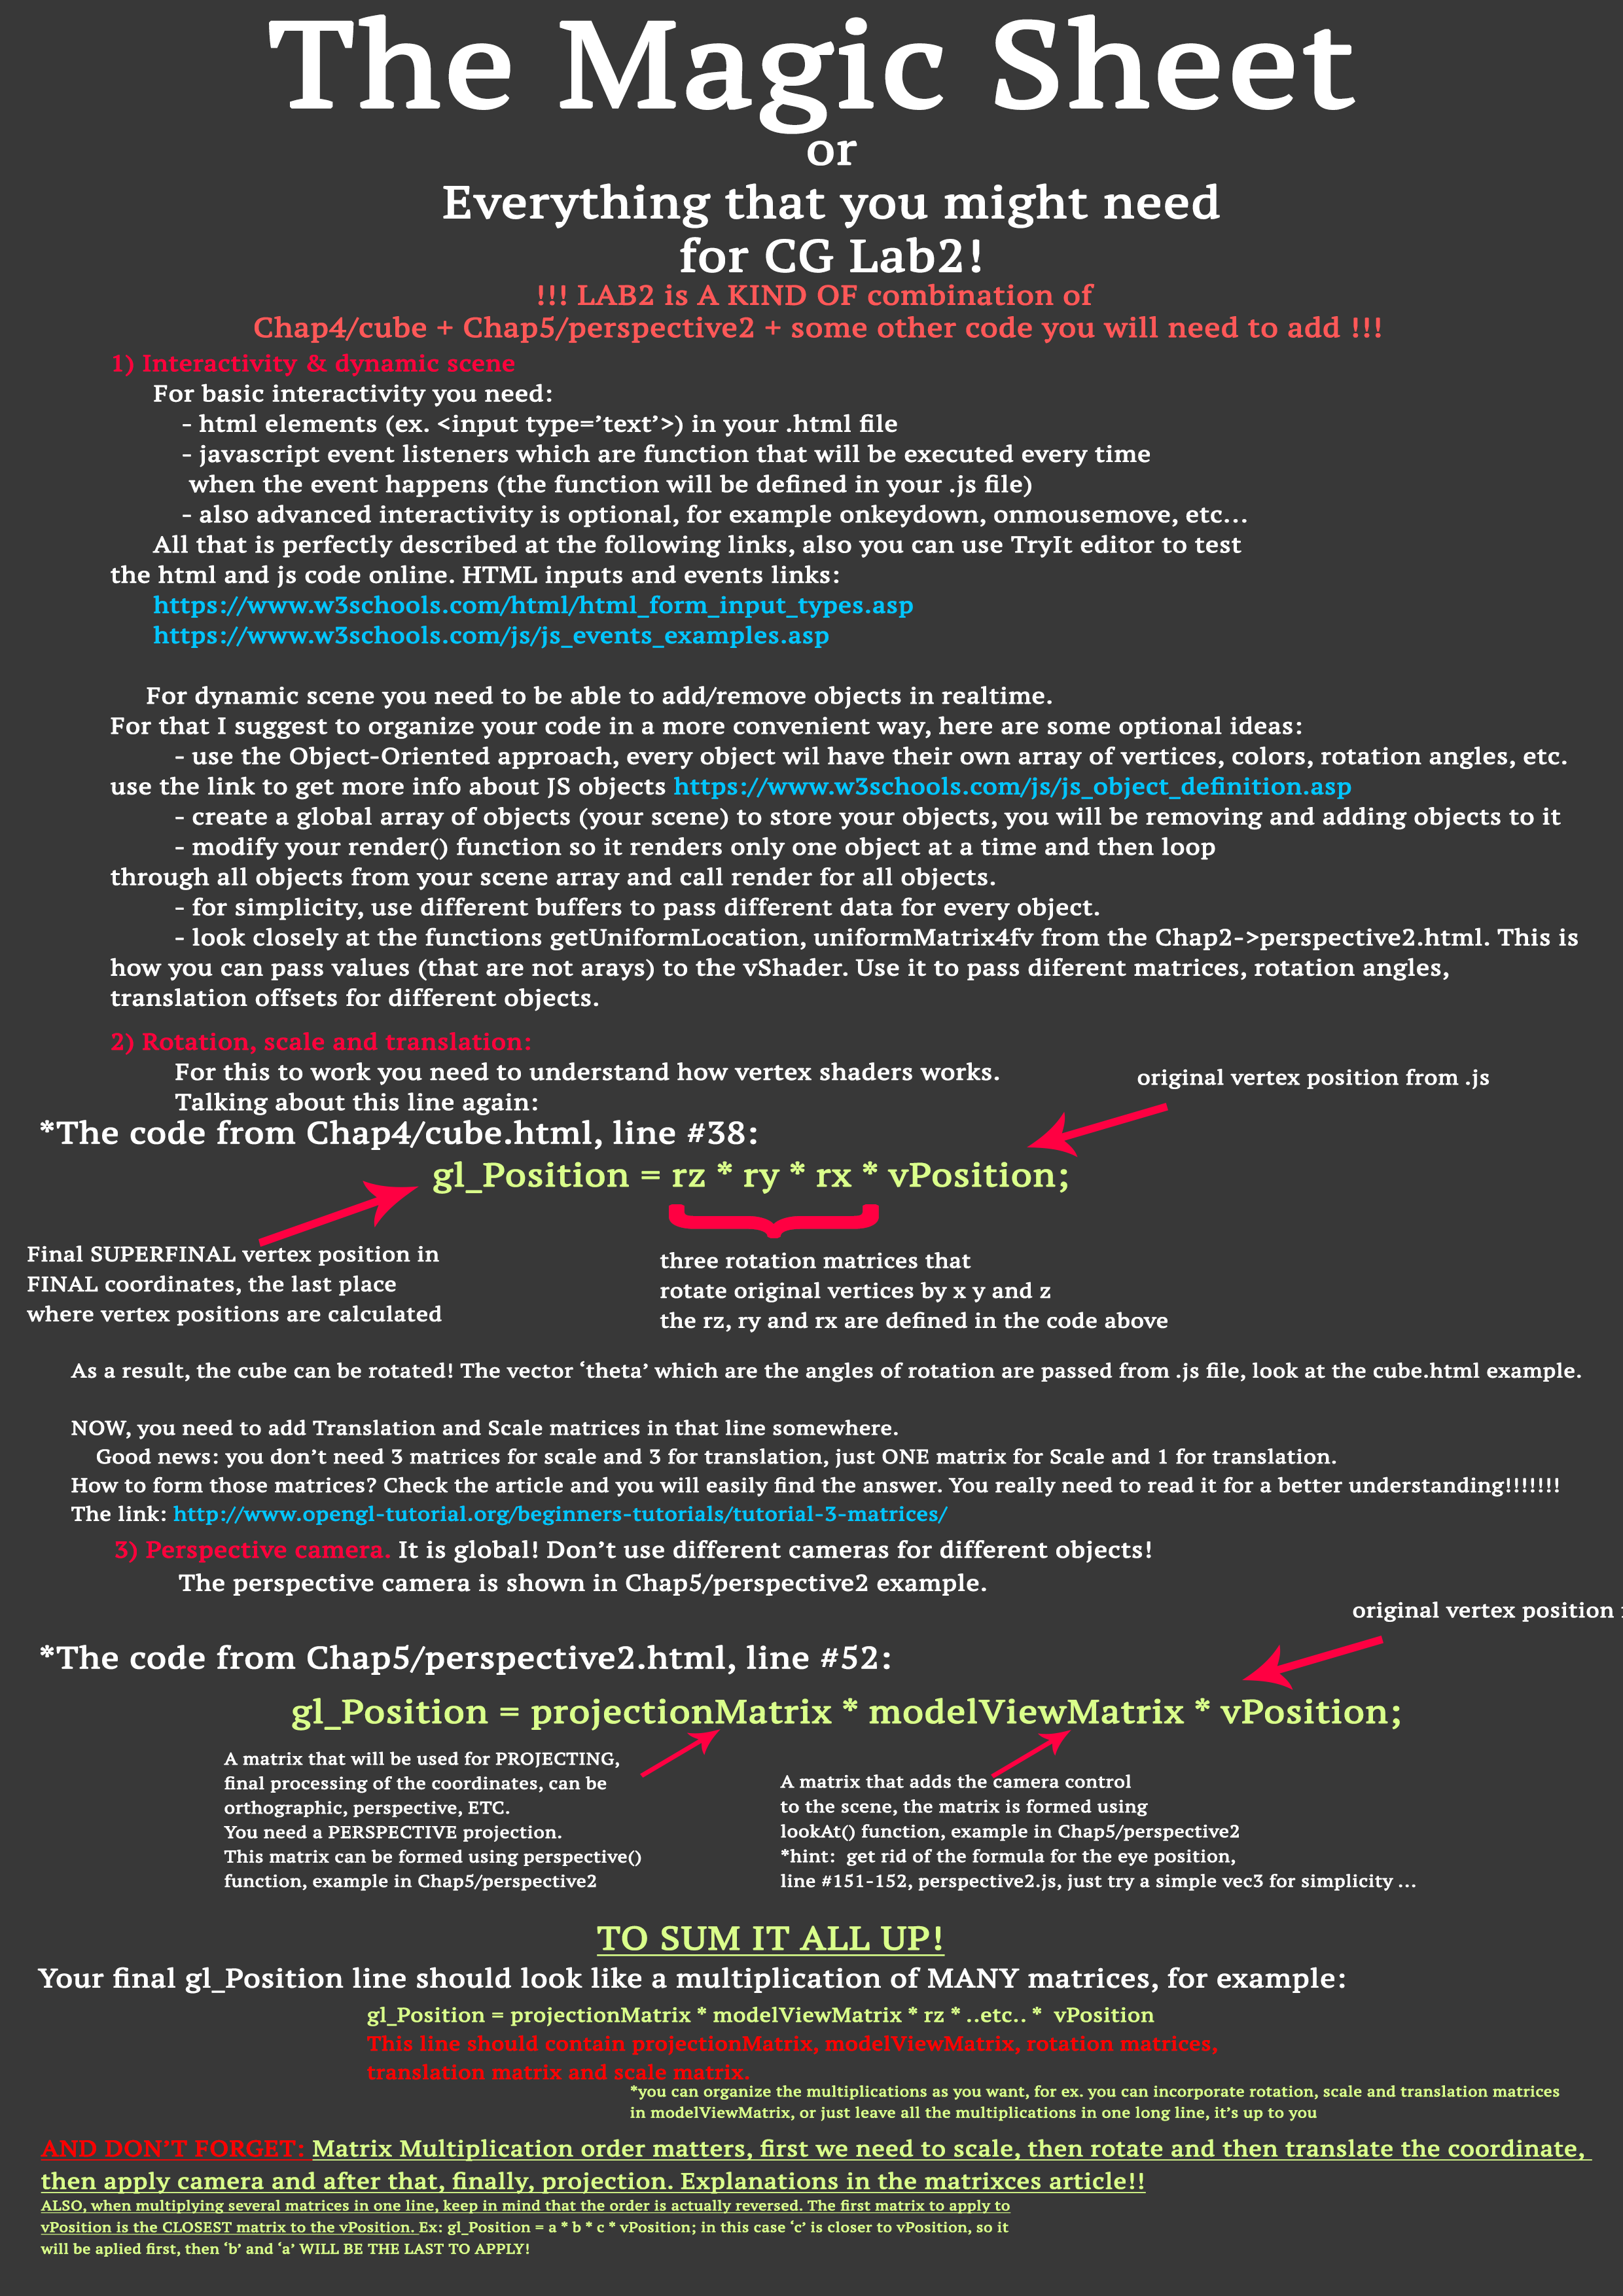 The Magic Sheet
or
Everything that you might need
for CG Lab2!
!!! LAB2 is A KIND OF combination of
Chap4/cube + Chap5/perspective2 + some other code you will need to add !!!
1) Interactivity & dynamic scene
For basic interactivity you need:
- html elements (ex. <input type=’text’>) in your .html file
- javascript event listeners which are function that will be executed every time
when the event happens (the function will be defined in your .js file)
- also advanced interactivity is optional, for example onkeydown, onmousemove, etc...
All that is perfectly described at the following links, also you can use TryIt editor to test
the html and js code online. HTML inputs and events links:
https://www.w3schools.com/html/html_form_input_types.asp
https://www.w3schools.com/js/js_events_examples.asp
For dynamic scene you need to be able to add/remove objects in realtime.
For that I suggest to organize your code in a more convenient way, here are some optional ideas:
- use the Object-Oriented approach, every object wil have their own array of vertices, colors, rotation angles, etc.
use the link to get more info about JS objects https://www.w3schools.com/js/js_object_definition.asp
- create a global array of objects (your scene) to store your objects, you will be removing and adding objects to it
- modify your render() function so it renders only one object at a time and then loop
through all objects from your scene array and call render for all objects.
- for simplicity, use different buffers to pass different data for every object.
- look closely at the functions getUniformLocation, uniformMatrix4fv from the Chap2->perspective2.html. This is
how you can pass values (that are not arays) to the vShader. Use it to pass diferent matrices, rotation angles,
translation offsets for different objects.
2) Rotation, scale and translation:
For this to work you need to understand how vertex shaders works.
original vertex position from .js
Talking about this line again:
*The code from Chap4/cube.html, line #38:
gl_Position = rz * ry * rx * vPosition;
Final SUPERFINAL vertex position in
FINAL coordinates, the last place
where vertex positions are calculated
three rotation matrices that
rotate original vertices by x y and z
the rz, ry and rx are defined in the code above
As a result, the cube can be rotated! The vector ‘theta’ which are the angles of rotation are passed from .js file, look at the cube.html example.
NOW, you need to add Translation and Scale matrices in that line somewhere.
Good news: you don’t need 3 matrices for scale and 3 for translation, just ONE matrix for Scale and 1 for translation.
How to form those matrices? Check the article and you will easily find the answer. You really need to read it for a better understanding!!!!!!!
The link: http://www.opengl-tutorial.org/beginners-tutorials/tutorial-3-matrices/
3) Perspective camera. It is global! Don’t use different cameras for different objects!
The perspective camera is shown in Chap5/perspective2 example.
original vertex position
*The code from Chap5/perspective2.html, line #52:
gl_Position = projectionMatrix * modelViewMatrix * vPosition;
A matrix that will be used for PROJECTING,
final processing of the coordinates, can be
orthographic, perspective, ETC.
You need a PERSPECTIVE projection.
This matrix can be formed using perspective()
function, example in Chap5/perspective2
A matrix that adds the camera control
to the scene, the matrix is formed using
lookAt() function, example in Chap5/perspective2
*hint: get rid of the formula for the eye position,
line #151-152, perspective2.js, just try a simple vec3 for simplicity ...
TO SUM IT ALL UP!
Your final gl_Position line should look like a multiplication of MANY matrices, for example:
gl_Position = projectionMatrix * modelViewMatrix * rz * ..etc.. * vPosition
This line should contain projectionMatrix, modelViewMatrix, rotation matrices,
translation matrix and scale matrix.
*you can organize the multiplications as you want, for ex. you can incorporate rotation, scale and translation matrices
in modelViewMatrix, or just leave all the multiplications in one long line, it’s up to you
AND DON’T FORGET: Matrix Multiplication order matters, first we need to scale, then rotate and then translate the coordinate,
then apply camera and after that, finally, projection. Explanations in the matrixces article!!
ALSO, when multiplying several matrices in one line, keep in mind that the order is actually reversed. The first matrix to apply to
vPosition is the CLOSEST matrix to the vPosition. Ex: gl_Position = a * b * c * vPosition; in this case ‘c’ is closer to vPosition, so it
will be aplied first, then ‘b’ and ‘a’ WILL BE THE LAST TO APPLY!